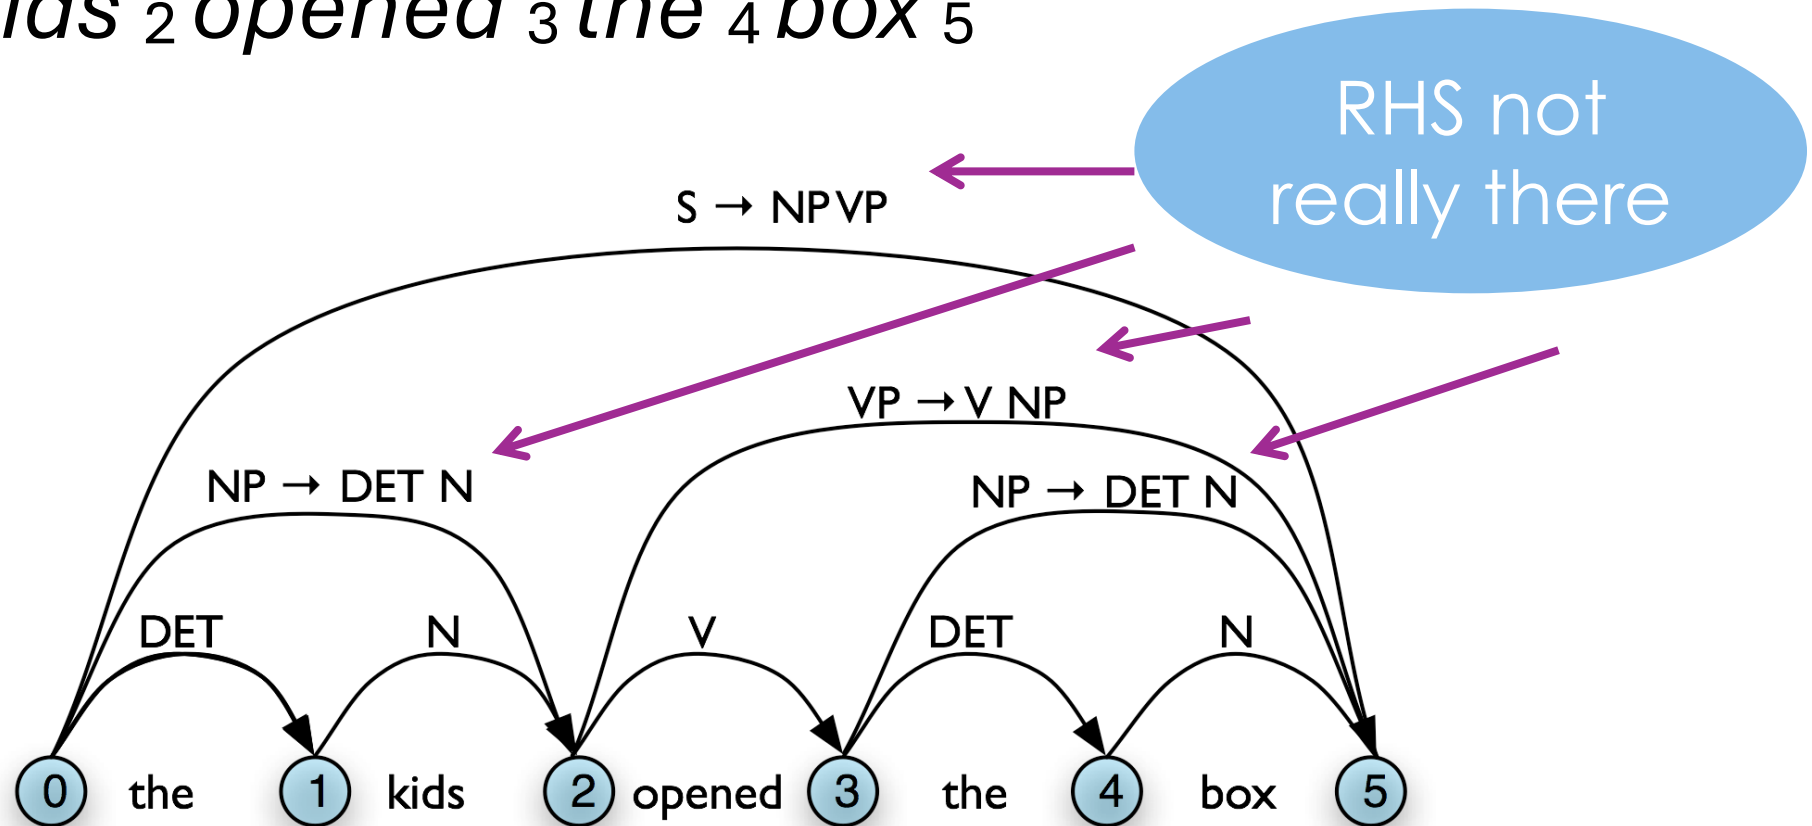 ids 2 opened 3 the 4 box 5
RHS not
really there
S → NP VP
VP → V NP
NP → DET N
NP → DET N
DET N V DET N
0 the 1 kids 2 opened 3 the 4 box 5